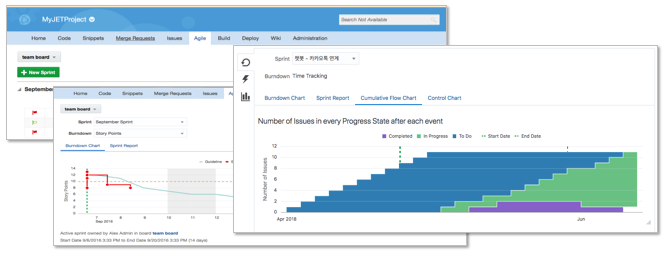 MyJETProject
Search Not Available
Home Code Snippets Merge Requests Issues Agile Build Deploy Wiki Administration
team board
+ New Sprint
September
Home Code Snippets Merge Requests Issues
team board
Sprint September Sprint
Burndown Story Points
Burndown Chart Sprint Report
Guideline
Story Points
14
12
10
8
6
4
2
0
7 8 9 10 11 12 13
Sep 2016
Active sprint owned by Alex Admin in board team board
Start Date 9/6/2016 3:33 PM to End Date 9/20/2016 3:33 PM (14 days)
Sprint 챗봇 - 카카오톡 연계
Burndown Time Tracking
Burndown Chart Sprint Report Cumulative Flow Chart Control Chart
Number of Issues in every Progress State after each event
Completed In Progress To Do Start Date End Date
Number of Issues
12
10
8
6
4
2
0
Apr 2018 Jun